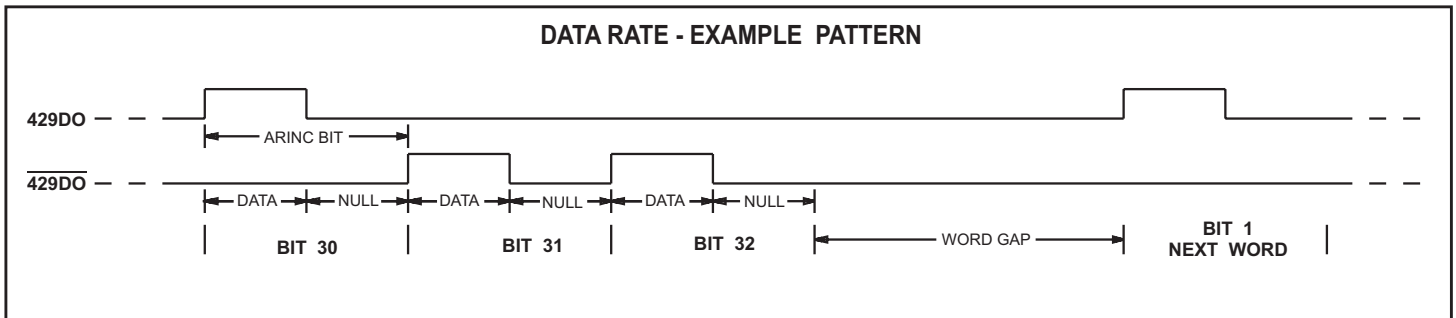 DATA RATE - EXAMPLE PATTERN
429DO
ARINC BIT
429DO
DATA NULL DATA NULL DATA NULL
BIT 30 BIT 31 BIT 32 WORD GAP BIT 1
NEXT WORD